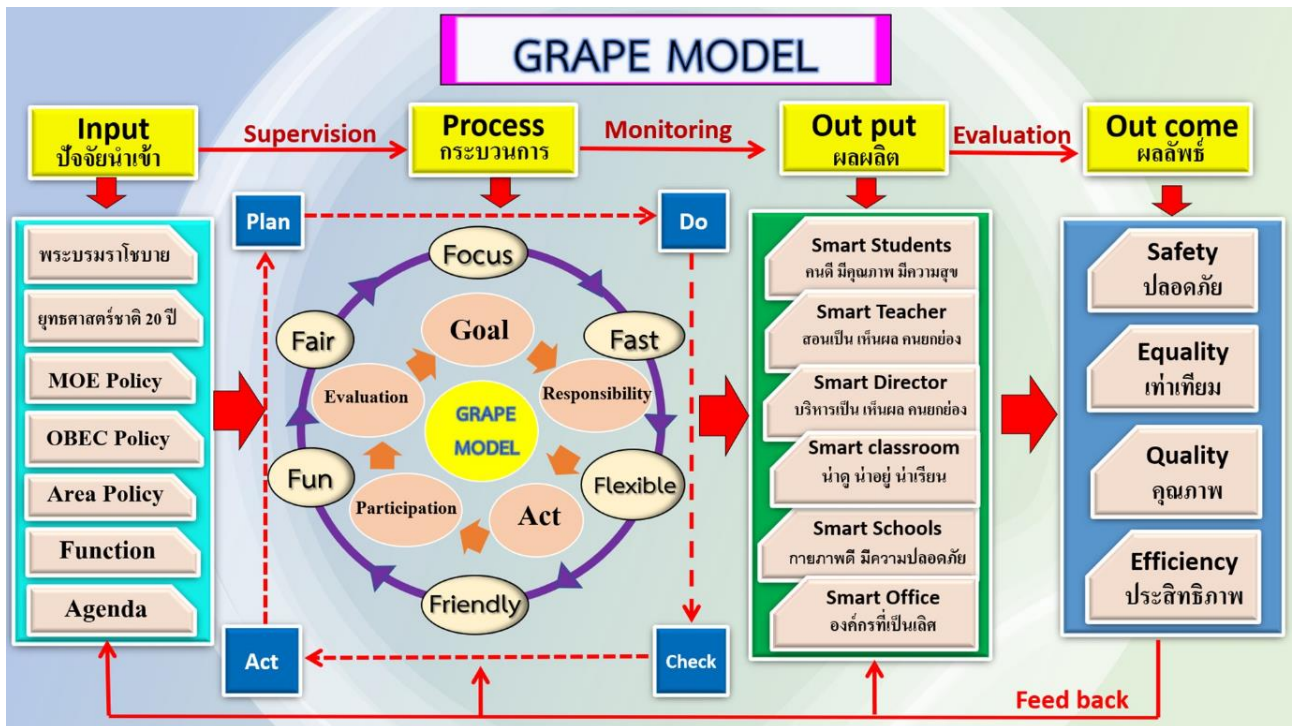 GRAPE MODEL
Input
ปัจจัยนำเข้า
Supervision
Process
กระบวนการ
Monitoring
Out put
ผลผลิต
Evaluation
Out come
ผลลัพธ์
พระบรมราโชบาย
ยุทธศาสตร์ชาติ 20 ปี
MOE Policy
OBEC Policy
Area Policy
Function
Agenda
Plan
Do
Check
Act
Focus
Fast
Flexible
Friendly
Fun
Fair
Goal
Responsibility
Act
Participation
Evaluation
GRAPE
MODEL
Smart Students
คนดี มีคุณภาพ มีความสุข
Smart Teacher
สอนเป็น เห็นผล คนยกย่อง
Smart Director
บริหารเป็น เห็นผล คนยกย่อง
Smart classroom
น่าดู น่าอยู่ น่าเรียน
Smart Schools
กายภาพดี มีความปลอดภัย
Smart Office
องค์กรที่เป็นเลิศ
Safety
ปลอดภัย
Equality
เท่าเทียม
Quality
คุณภาพ
Efficiency
ประสิทธิภาพ
Feed back